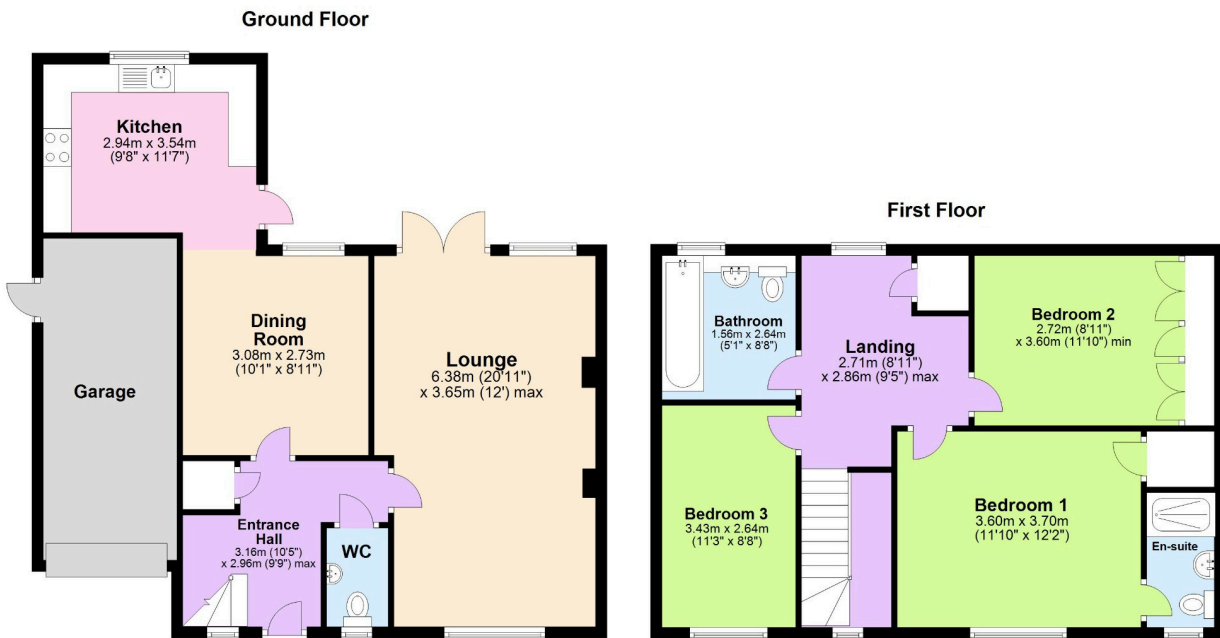 Ground Floor
Kitchen
2.94m x 3.54m
(9'8" x 11'7")
Dining
Room
3.08m x 2.73m
(10'1" x 8'11")
Lounge
6.38m (20'11")
x 3.65m (12') max
Garage
Entrance
Hall
3.16m (10'5")
x 2.96m (9'9") max
WC
First Floor
Bathroom
1.56m x 2.64m
(5'1" x 8'8")
Landing
2.71m (8'11")
x 2.86m (9'5") max
Bedroom 2
2.72m (8'11")
x 3.60m (11'10") min
Bedroom 3
3.43m x 2.64m
(11'3" x 8'8")
Bedroom 1
3.60m x 3.70m
(11'10" x 12'2")
En-suite